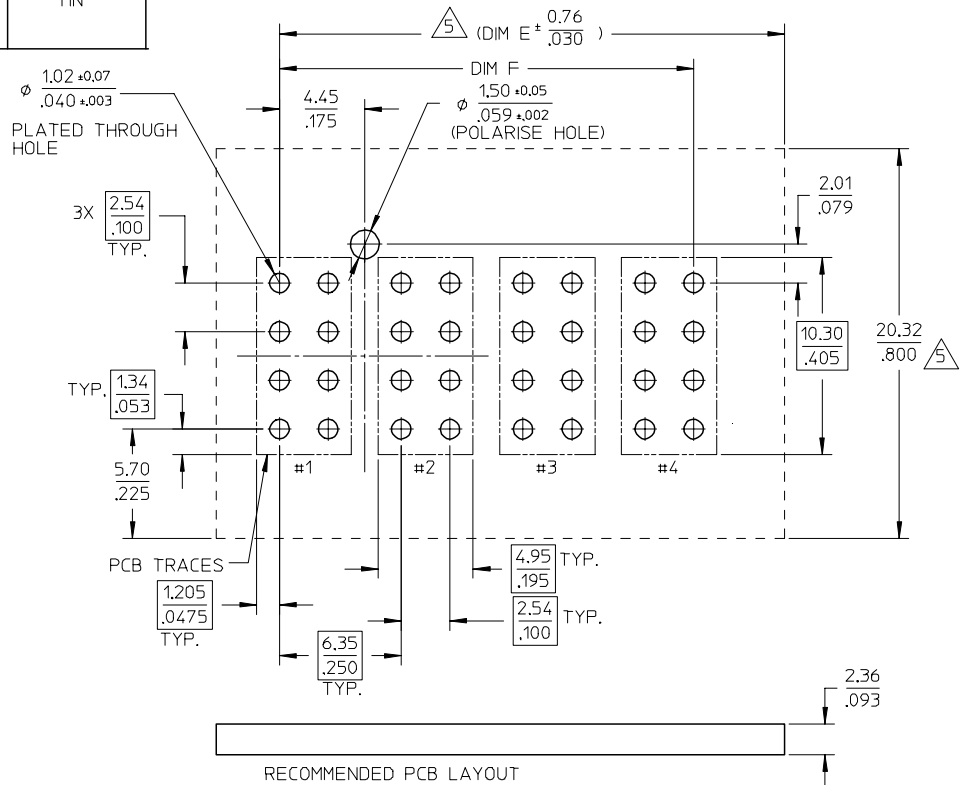 5 (DIM E ± 0.76 / .030 )
DIM F
ϕ 1.02 ±0.07 / .040 ±.003
PLATED THROUGH
HOLE
4.45 / .175
ϕ 1.50 ±0.05 / .059 ±.002
(POLARISE HOLE)
2.01 / .079
3X 2.54 / .100
TYP.
10.30 / .405
20.32 / .800 5
TYP. 1.34 / .053
5.70 / .225
#1 #2 #3 #4
PCB TRACES
1.205 / .0475
TYP.
4.95 / .195 TYP.
2.54 / .100 TYP.
6.35 / .250
TYP.
2.36 / .093
RECOMMENDED PCB LAYOUT